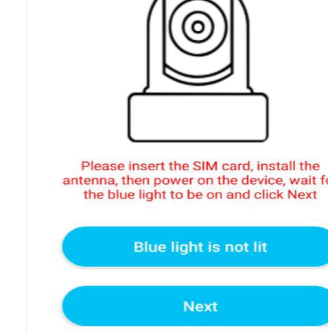 Please insert the SIM card, install the
antenna, then power on the device, wait
the blue light to be on and click Next
Blue light is not lit
Next